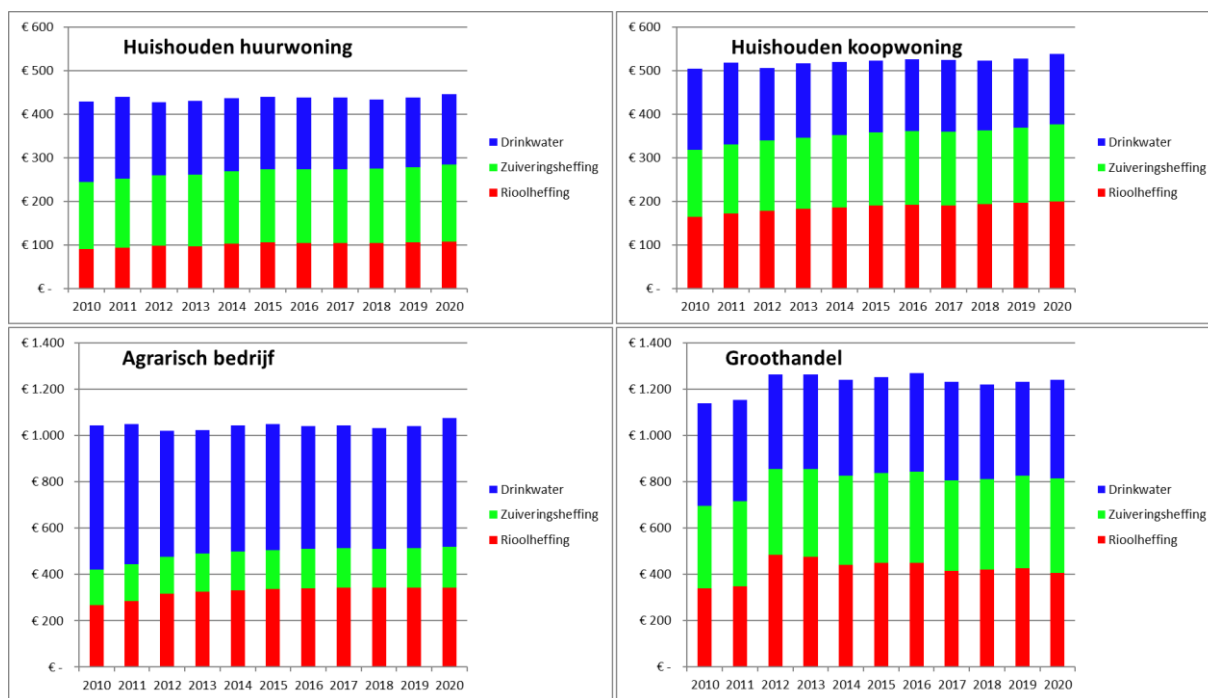 Huishouden huurwoning
€ 600
€ 500
€ 400
€ 300
€ 200
€ 100
€ -
2010 2011 2012 2013 2014 2015 2016 2017 2018 2019 2020
Drinkwater
Zuiveringsheffing
Rioolheffing
Huishouden koopwoning
€ 600
€ 500
€ 400
€ 300
€ 200
€ 100
€ -
2010 2011 2012 2013 2014 2015 2016 2017 2018 2019 2020
Drinkwater
Zuiveringsheffing
Rioolheffing
Agrarisch bedrijf
€ 1.400
€ 1.200
€ 1.000
€ 800
€ 600
€ 400
€ 200
€ -
2010 2011 2012 2013 2014 2015 2016 2017 2018 2019 2020
Drinkwater
Zuiveringsheffing
Rioolheffing
Groothandel
€ 1.400
€ 1.200
€ 1.000
€ 800
€ 600
€ 400
€ 200
€ -
2010 2011 2012 2013 2014 2015 2016 2017 2018 2019 2020
Drinkwater
Zuiveringsheffing
Rioolheffing